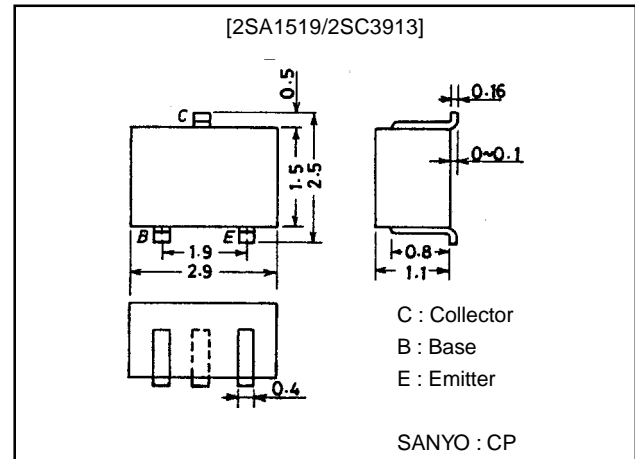 [2SA1519/2SC3913]
0.5
0.16
C
0~0.1
1.5
2.5
B
E
1.9
0.8
2.9
1.1
C : Collector
B : Base
E : Emitter
0.4
SANYO : CP